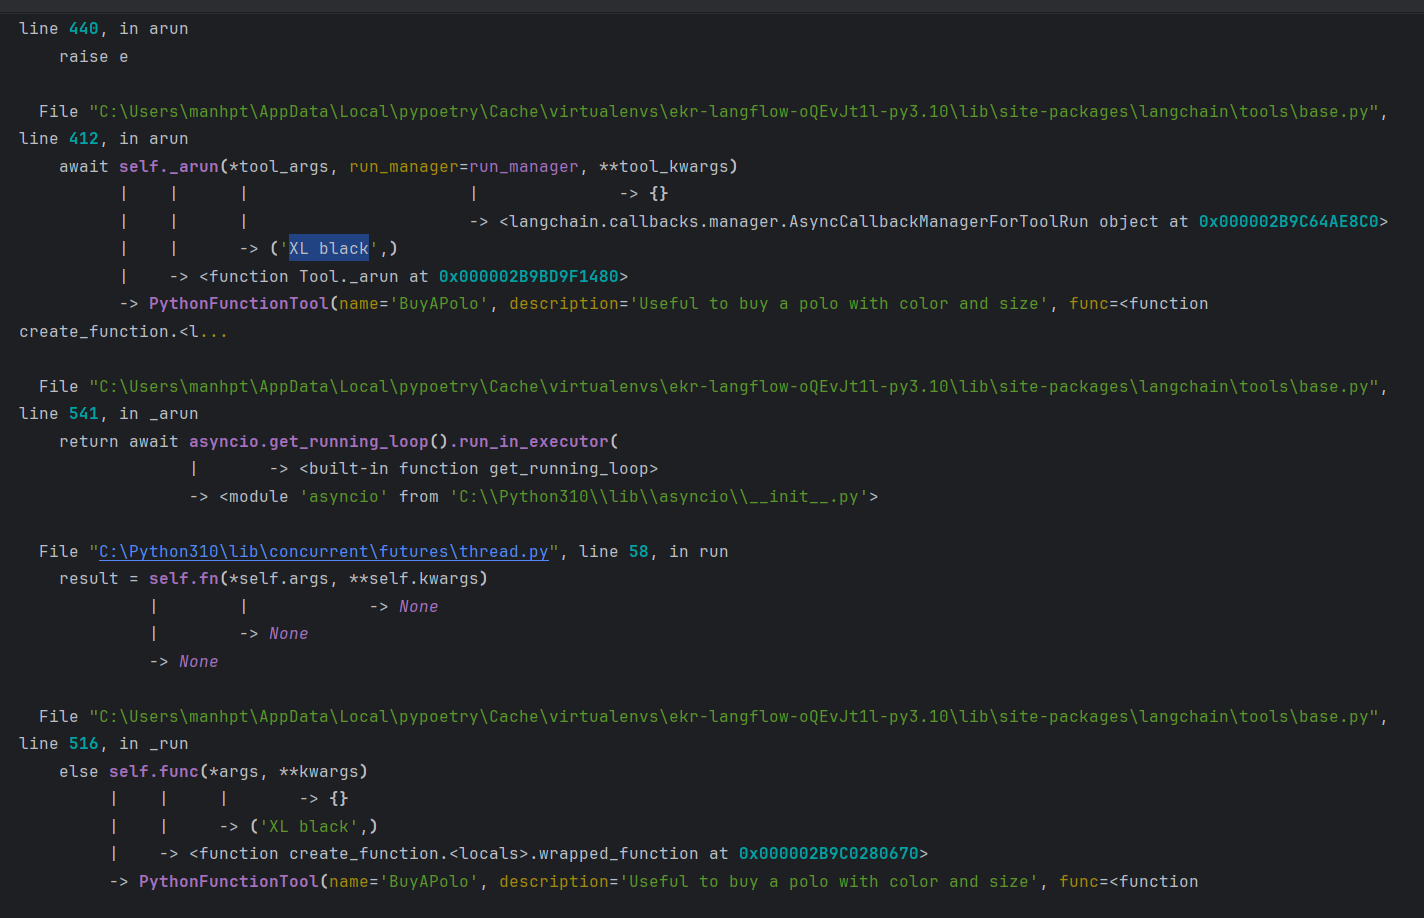 line 440, in arun
    raise e

  File "C:\Users\manhpt\AppData\Local\pypoetry\Cache\virtualenvs\ekr-langflow-oQEvJt1l-py3.10\lib\site-packages\langchain\tools\base.py",
line 412, in arun
    await self._arun(*tool_args, run_manager=run_manager, **tool_kwargs)
          |    |      |                      |              -> {}
          |    |      |                      -> <langchain.callbacks.manager.AsyncCallbackManagerForToolRun object at 0x000002B9C64AE8C0>
          |    |      -> ('XL black',)
          |    -> <function Tool._arun at 0x000002B9BD9F1480>
          -> PythonFunctionTool(name='BuyAPolo', description='Useful to buy a polo with color and size', func=<function
create_function.<l...

  File "C:\Users\manhpt\AppData\Local\pypoetry\Cache\virtualenvs\ekr-langflow-oQEvJt1l-py3.10\lib\site-packages\langchain\tools\base.py",
line 541, in _arun
    return await asyncio.get_running_loop().run_in_executor(
                 |       -> <built-in function get_running_loop>
                 -> <module 'asyncio' from 'C:\\Python310\\lib\\asyncio\\__init__.py'>

  File "C:\Python310\lib\concurrent\futures\thread.py", line 58, in run
    result = self.fn(*self.args, **self.kwargs)
             |        |            -> None
             |        -> None
             -> None

  File "C:\Users\manhpt\AppData\Local\pypoetry\Cache\virtualenvs\ekr-langflow-oQEvJt1l-py3.10\lib\site-packages\langchain\tools\base.py",
line 516, in _run
    else self.func(*args, **kwargs)
         |    |     |       -> {}
         |    |     -> ('XL black',)
         |    -> <function create_function.<locals>.wrapped_function at 0x000002B9C0280670>
         -> PythonFunctionTool(name='BuyAPolo', description='Useful to buy a polo with color and size', func=<function